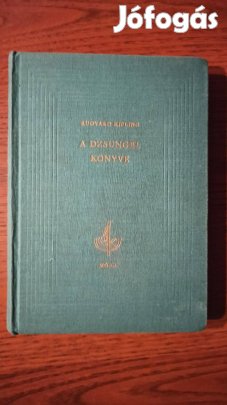 Jófogás
RUDYARD KIPLING
A DZSUNGEL
KÖNYVE
MÓRA